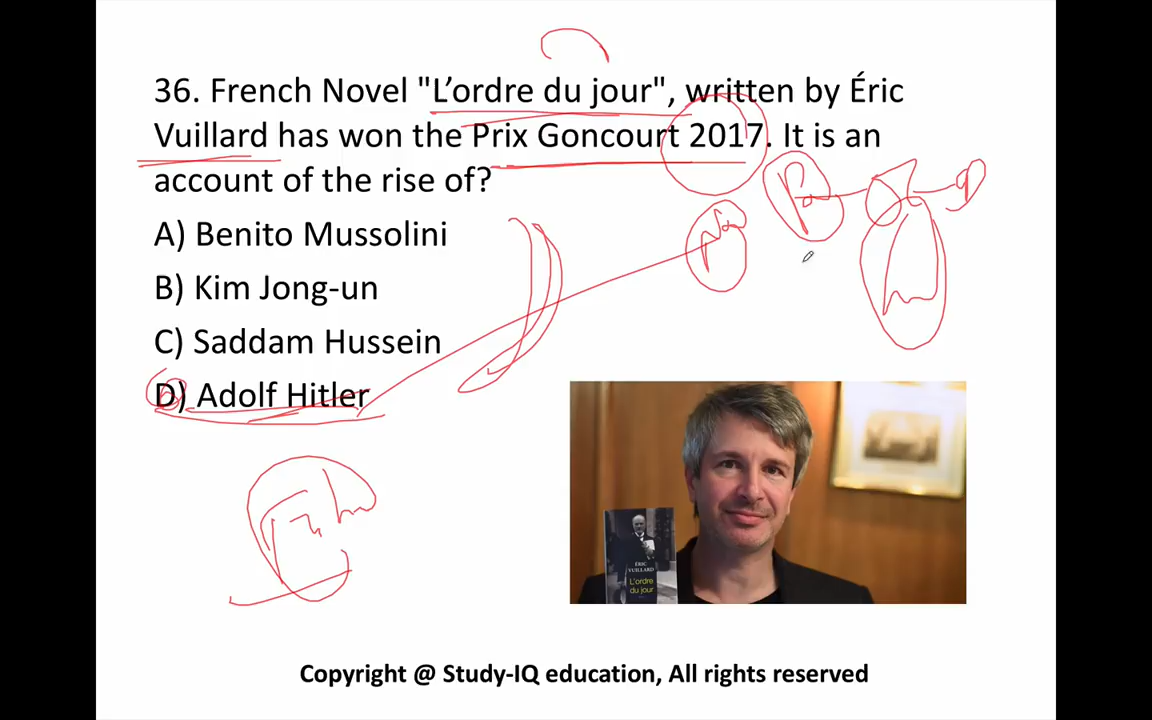 36. French Novel "L’ordre du jour", written by Éric
Vuillard has won the Prix Goncourt 2017. It is an
account of the rise of?
A) Benito Mussolini
B) Kim Jong-un
C) Saddam Hussein
D) Adolf Hitler
ÉRIC
VUILLARD
L'ordre
du jour
Copyright @ Study-IQ education, All rights reserved